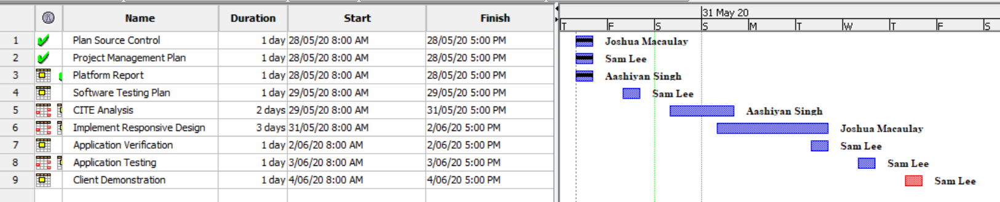 31 May 20
Name Duration Start Finish T F S S M T W T F S
1 Plan Source Control 1 day 28/05/20 8:00 AM 28/05/20 5:00 PM Joshua Macaulay
2 Project Management Plan 1 day 28/05/20 8:00 AM 28/05/20 5:00 PM Sam Lee
3 Platform Report 1 day 28/05/20 8:00 AM 28/05/20 5:00 PM Aashiyan Singh
4 Software Testing Plan 1 day 29/05/20 8:00 AM 29/05/20 5:00 PM Sam Lee
5 CITE Analysis 2 days 29/05/20 8:00 AM 31/05/20 5:00 PM Aashiyan Singh
6 Implement Responsive Design 3 days 31/05/20 8:00 AM 2/06/20 5:00 PM Joshua Macaulay
7 Application Verification 1 day 2/06/20 8:00 AM 2/06/20 5:00 PM Sam Lee
8 Application Testing 1 day 3/06/20 8:00 AM 3/06/20 5:00 PM Sam Lee
9 Client Demonstration 1 day 4/06/20 8:00 AM 4/06/20 5:00 PM Sam Lee